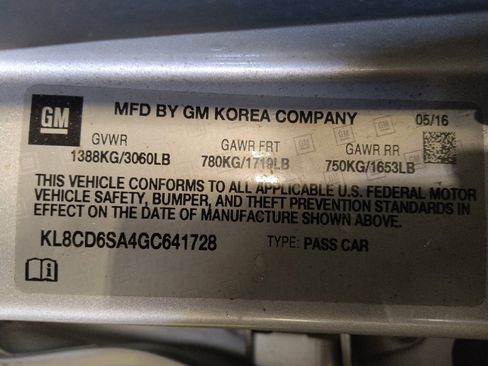 GM
MFD BY GM KOREA COMPANY
05/16
GVWR GAWR FRT GAWR RR
1388KG/3060LB 780KG/1719LB 750KG/1653LB
THIS VEHICLE CONFORMS TO ALL APPLICABLE U.S. FEDERAL MOTOR
VEHICLE SAFETY, BUMPER, AND THEFT PREVENTION STANDARDS IN
EFFECT ON THE DATE OF MANUFACTURE SHOWN ABOVE.
KL8CD6SA4GC641728 TYPE: PASS CAR